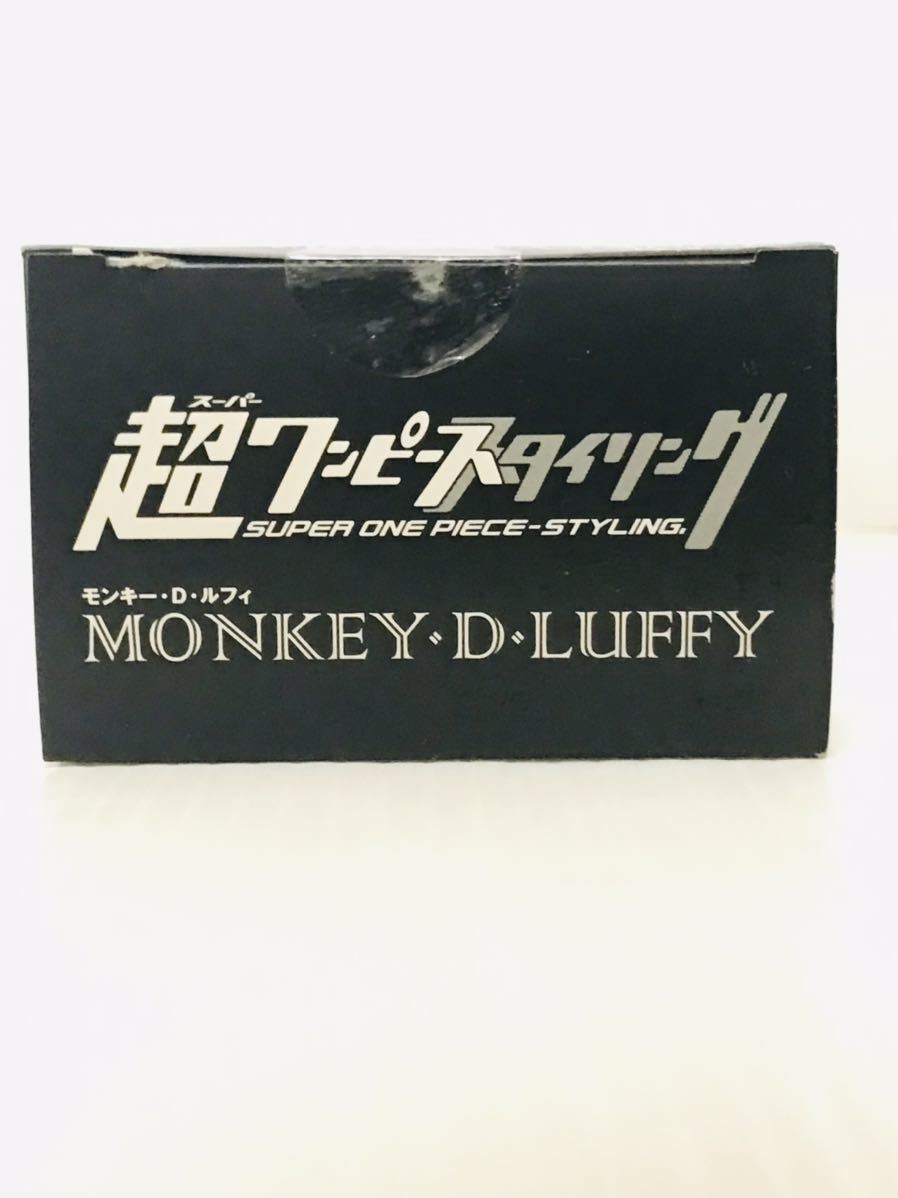 スーパー
超ワンピーススタイリング
SUPER ONE PIECE-STYLING.
モンキー・D・ルフィ
MONKEY・D・LUFFY